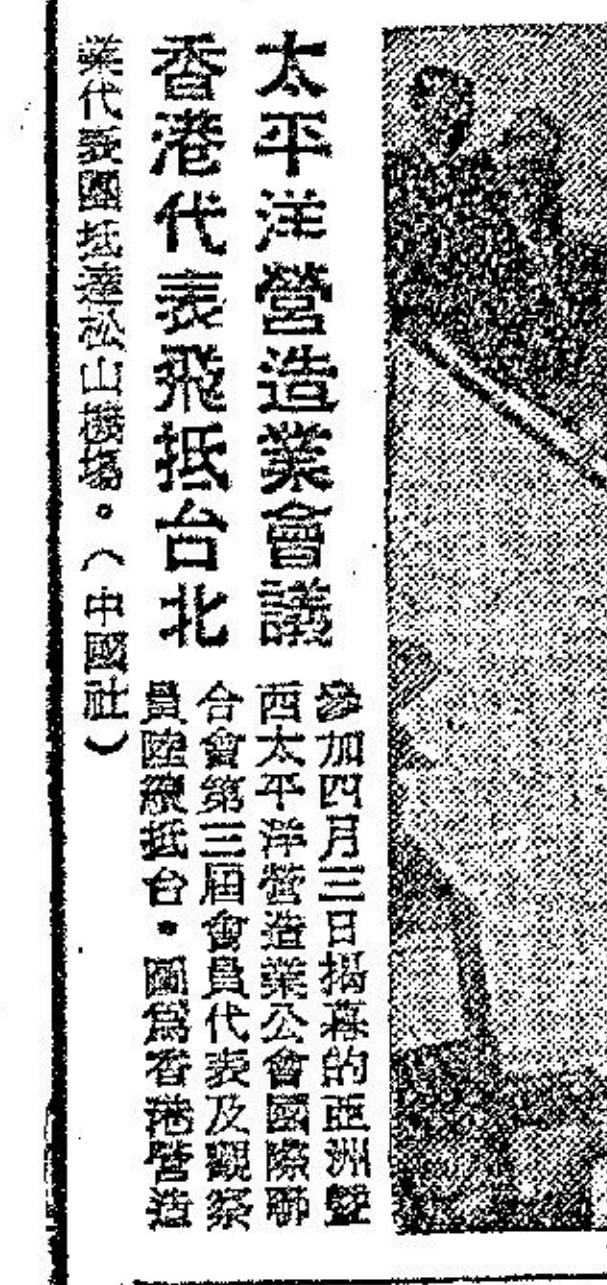 太平洋營造業會議
香港代表飛抵台北
參加四月三日揭幕的亞洲暨
西太平洋營造業公會國際聯
合會第三屆會員代表及觀察
員陸續抵台。圖爲香港營造
業代表團抵達松山機塲。（中國社）